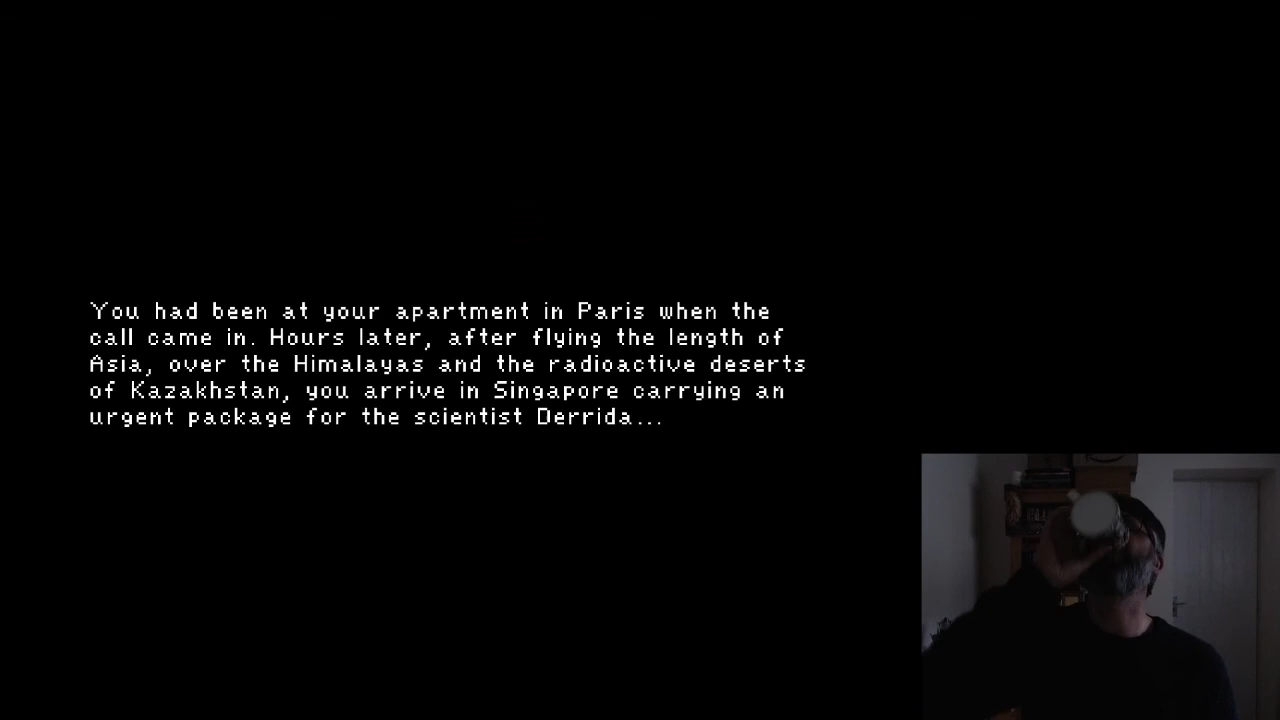 You had been at your apartment in Paris when the
call came in. Hours later, after flying the length of
Asia, over the Himalayas and the radioactive deserts
of Kazakhstan, you arrive in Singapore carrying an
urgent package for the scientist Derrida...